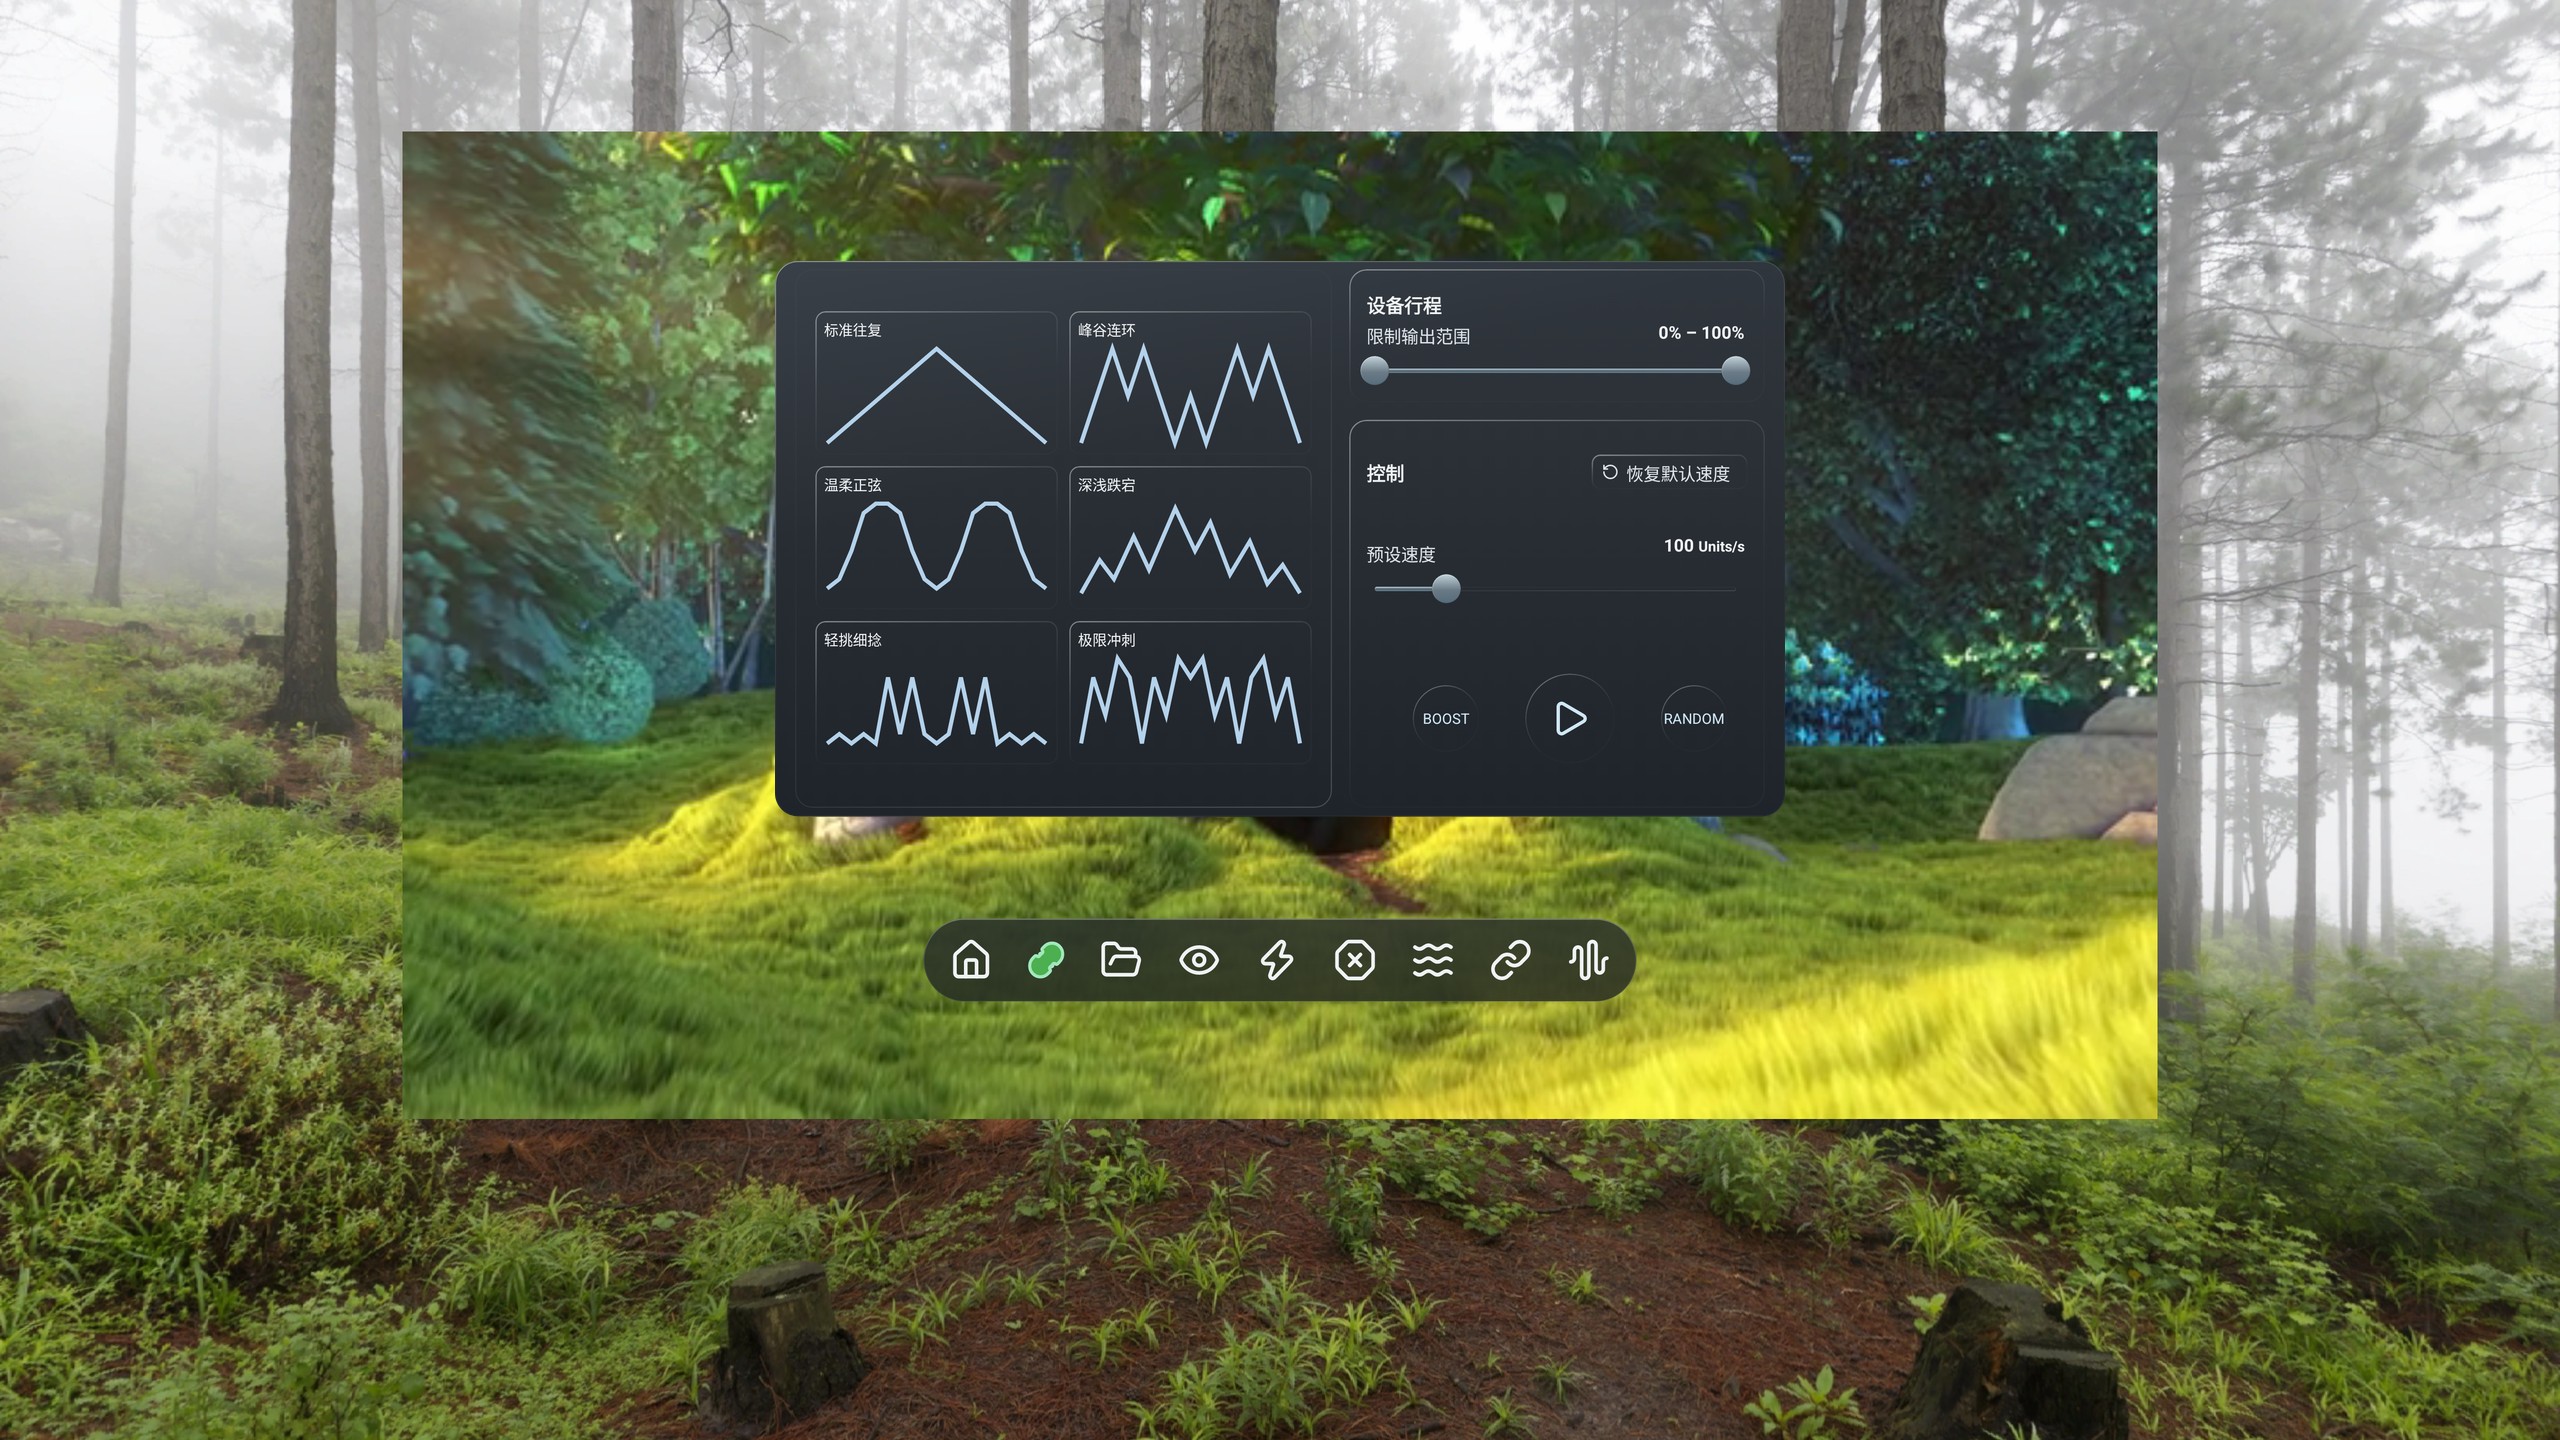 标准往复
峰谷连环
温柔正弦
深浅跌宕
轻挑细捻
极限冲刺
设备行程
限制输出范围
0% – 100%
控制
恢复默认速度
预设速度
100 Units/s
BOOST
RANDOM